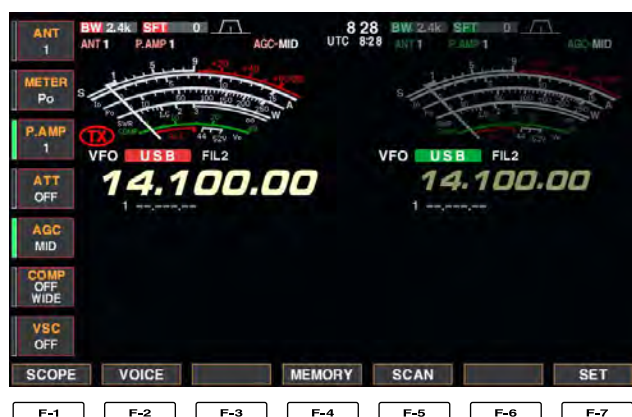 BW 2.4k SFT 0 8 28 BW 2.4k SFT 0
ANT 1 P.AMP 1 AGC-MID UTC 8:28 ANT 1 P.AMP 1 AGC-MID
ANT
1
METER
Po
P.AMP
1
ATT
OFF
AGC
MID
COMP
OFF
WIDE
VSC
OFF
TX
VFO USB FIL2 VFO USB FIL2
14.100.00 14.100.00
1 --.---.-- 1 --.---.--
SCOPE VOICE MEMORY SCAN SET
F-1 F-2 F-3 F-4 F-5 F-6 F-7